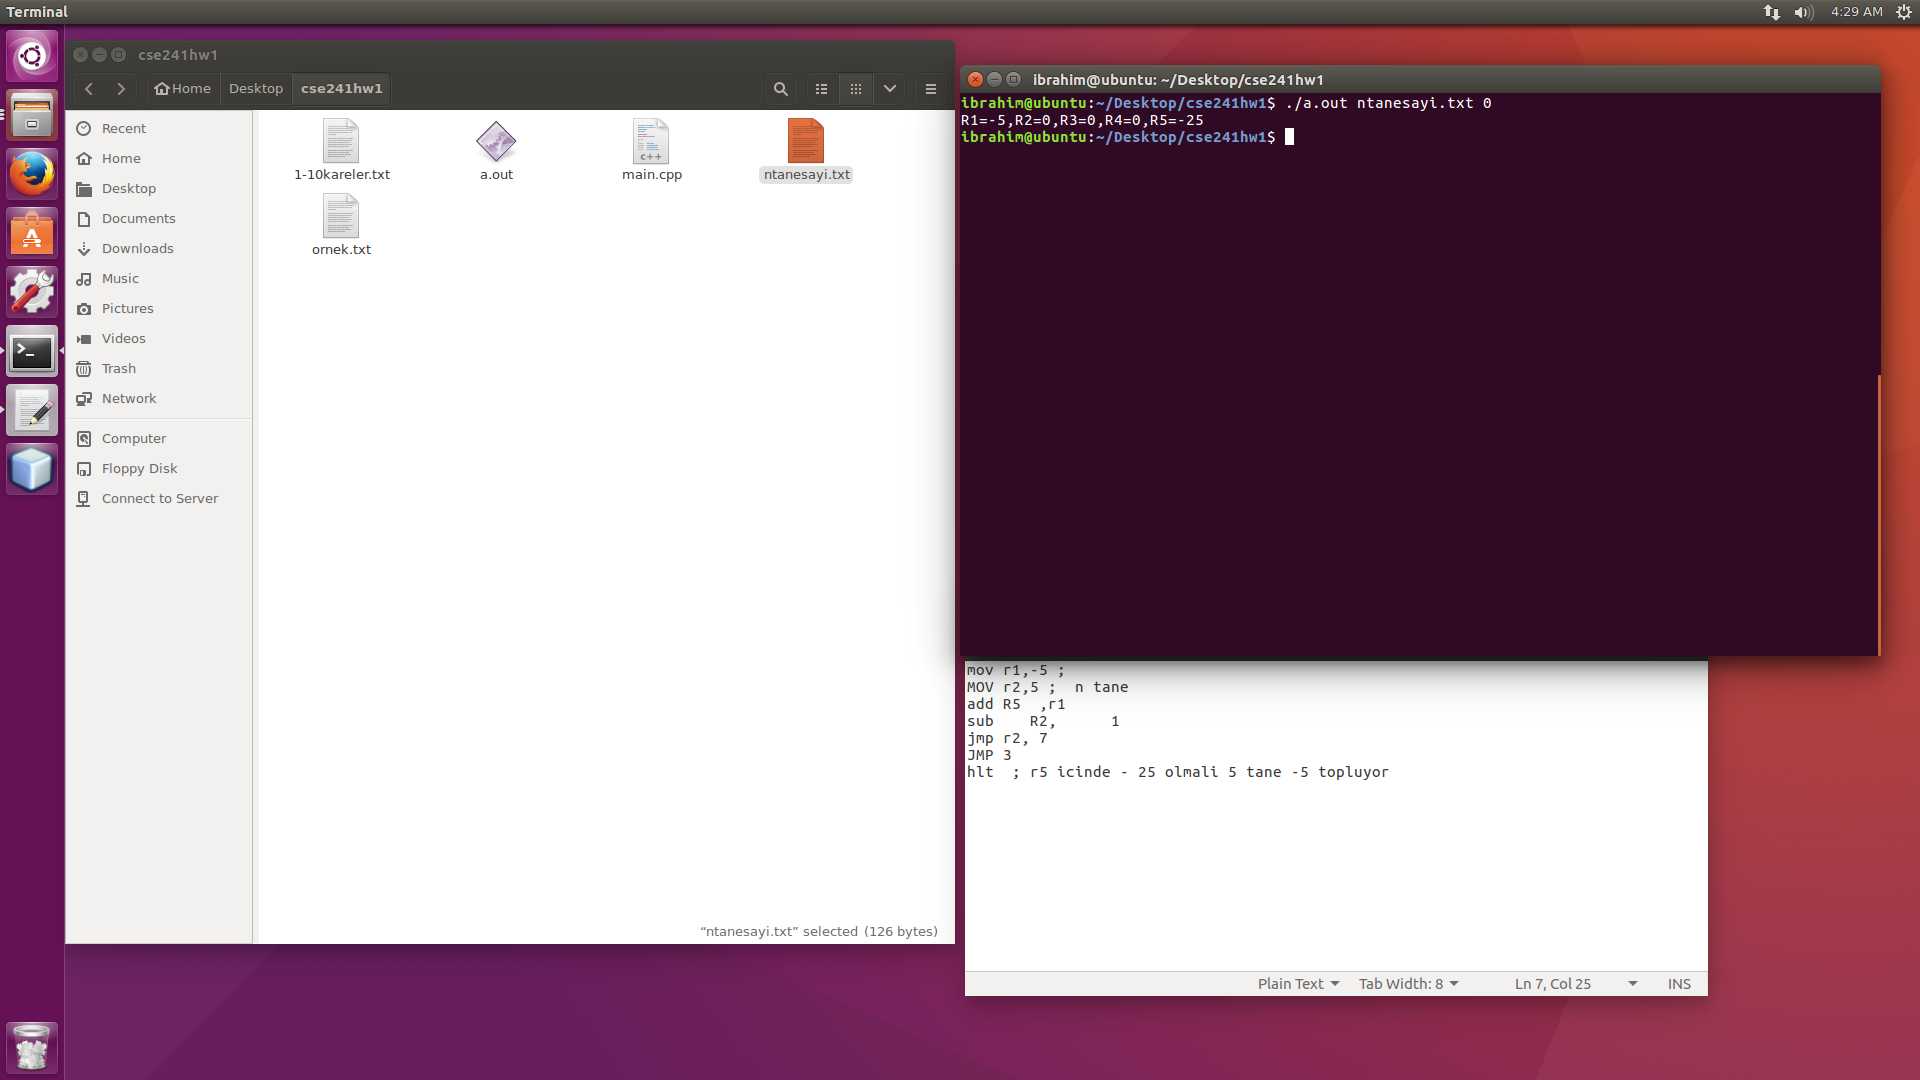 Terminal
4:29 AM
cse241hw1
Home
Desktop
cse241hw1
Recent
Home
Desktop
Documents
Downloads
Music
Pictures
Videos
Trash
Network
Computer
Floppy Disk
Connect to Server
1-10kareler.txt
a.out
c++
main.cpp
ntanesayi.txt
ornek.txt
“ntanesayi.txt” selected (126 bytes)
ibrahim@ubuntu: ~/Desktop/cse241hw1
ibrahim@ubuntu:~/Desktop/cse241hw1$ ./a.out ntanesayi.txt 0
R1=-5,R2=0,R3=0,R4=0,R5=-25
ibrahim@ubuntu:~/Desktop/cse241hw1$
mov r1,-5 ;
MOV r2,5 ;  n tane
add R5  ,r1
sub    R2,      1
jmp r2, 7
JMP 3
hlt  ; r5 icinde - 25 olmali 5 tane -5 topluyor
Plain Text
Tab Width: 8
Ln 7, Col 25
INS